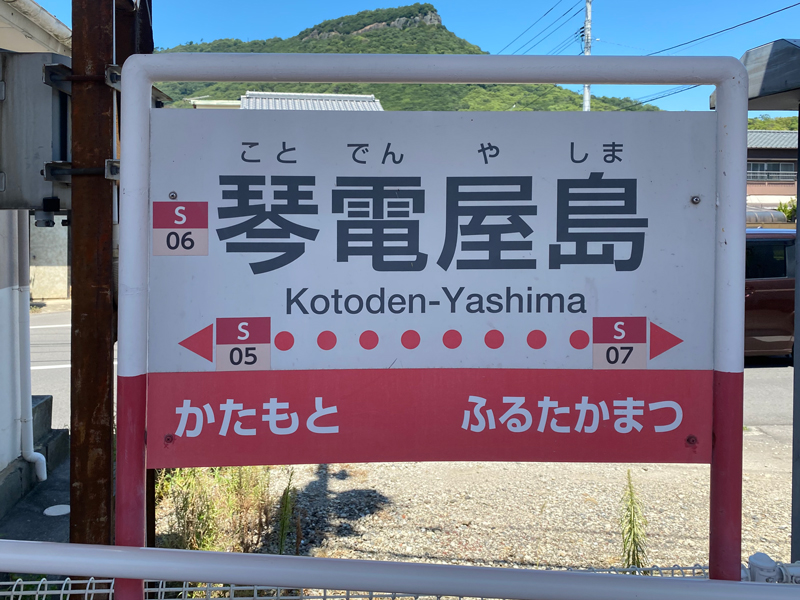 ことでんやしま
S
06
琴電屋島
Kotoden-Yashima
S
05
S
07
かたもと
ふるたかまつ